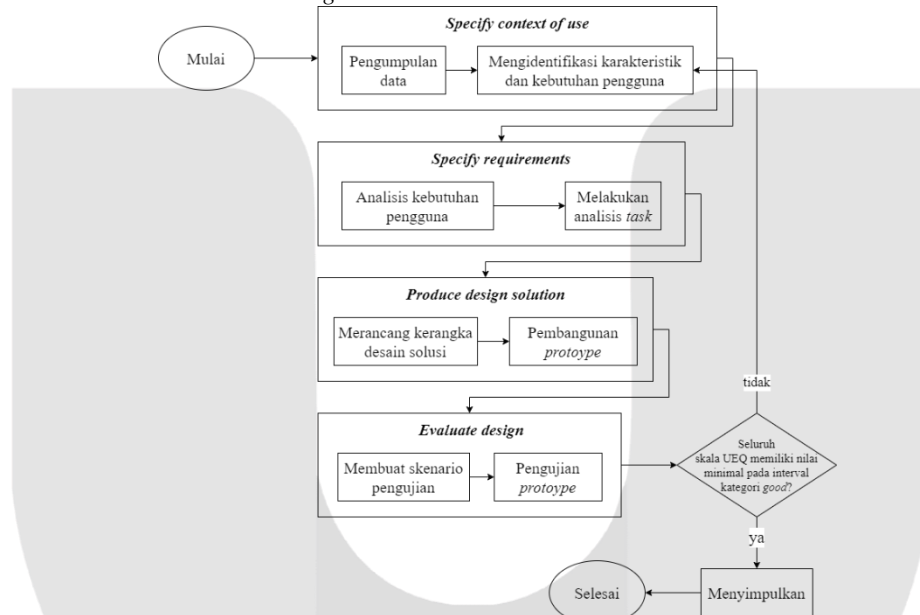 Specify context of use
Mulai
Pengumpulan
data
Mengidentifikasi karakteristik
dan kebutuhan pengguna
Specify requirements
Analisis kebutuhan
pengguna
Melakukan
analisis task
Produce design solution
Merancang kerangka
desain solusi
Pembangunan
protoype
tidak
Evaluate design
Membuat skenario
pengujian
Pengujian
protoype
Seluruh
skala UEQ memiliki nilai
minimal pada interval
kategori good?
ya
Selesai
Menyimpulkan